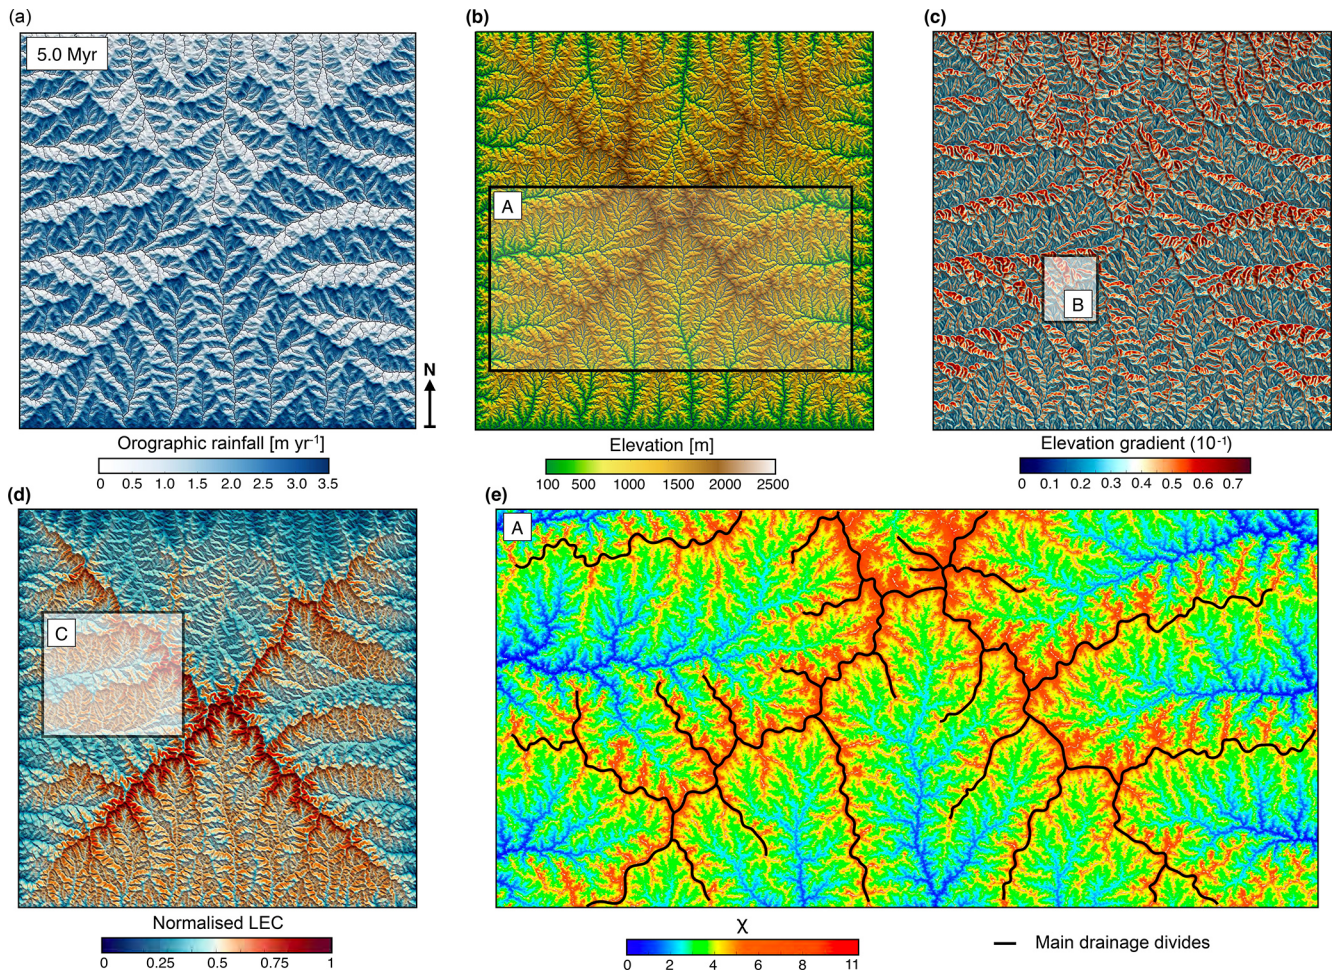 (a)
5.0 Myr
N
Orographic rainfall [m yr-1]
0 0.5 1.0 1.5 2.0 2.5 3.0 3.5
(b)
A
Elevation [m]
100 500 1000 1500 2000 2500
(c)
B
Elevation gradient (10-1)
0 0.1 0.2 0.3 0.4 0.5 0.6 0.7
(d)
C
Normalised LEC
0 0.25 0.50 0.75 1
(e)
A
χ
0 2 4 6 8 11
Main drainage divides